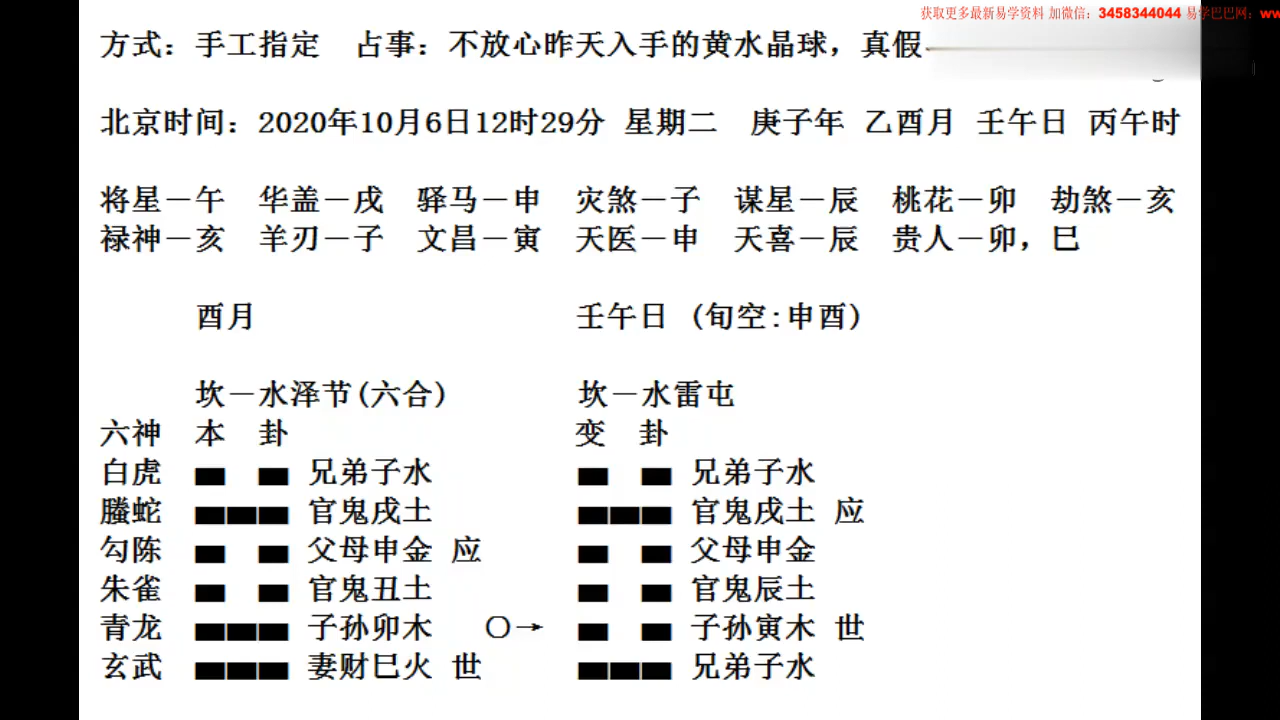 获取更多最新易学资料 加微信：3458344044 易学巴巴网：ww
方式：手工指定　占事：不放心昨天入手的黄水晶球，真假
北京时间：2020年10月6日12时29分 星期二　庚子年 乙酉月 壬午日 丙午时
将星－午　华盖－戌　驿马－申　灾煞－子　谋星－辰　桃花－卯　劫煞－亥
禄神－亥　羊刃－子　文昌－寅　天医－申　天喜－辰　贵人－卯，巳
酉月　壬午日 (旬空:申酉)
坎－水泽节(六合)　坎－水雷屯
六神　本　卦　变　卦
白虎　兄弟子水　兄弟子水
螣蛇　官鬼戌土　官鬼戌土 应
勾陈　父母申金 应　父母申金
朱雀　官鬼丑土　官鬼辰土
青龙　子孙卯木　〇→　子孙寅木 世
玄武　妻财巳火 世　兄弟子水